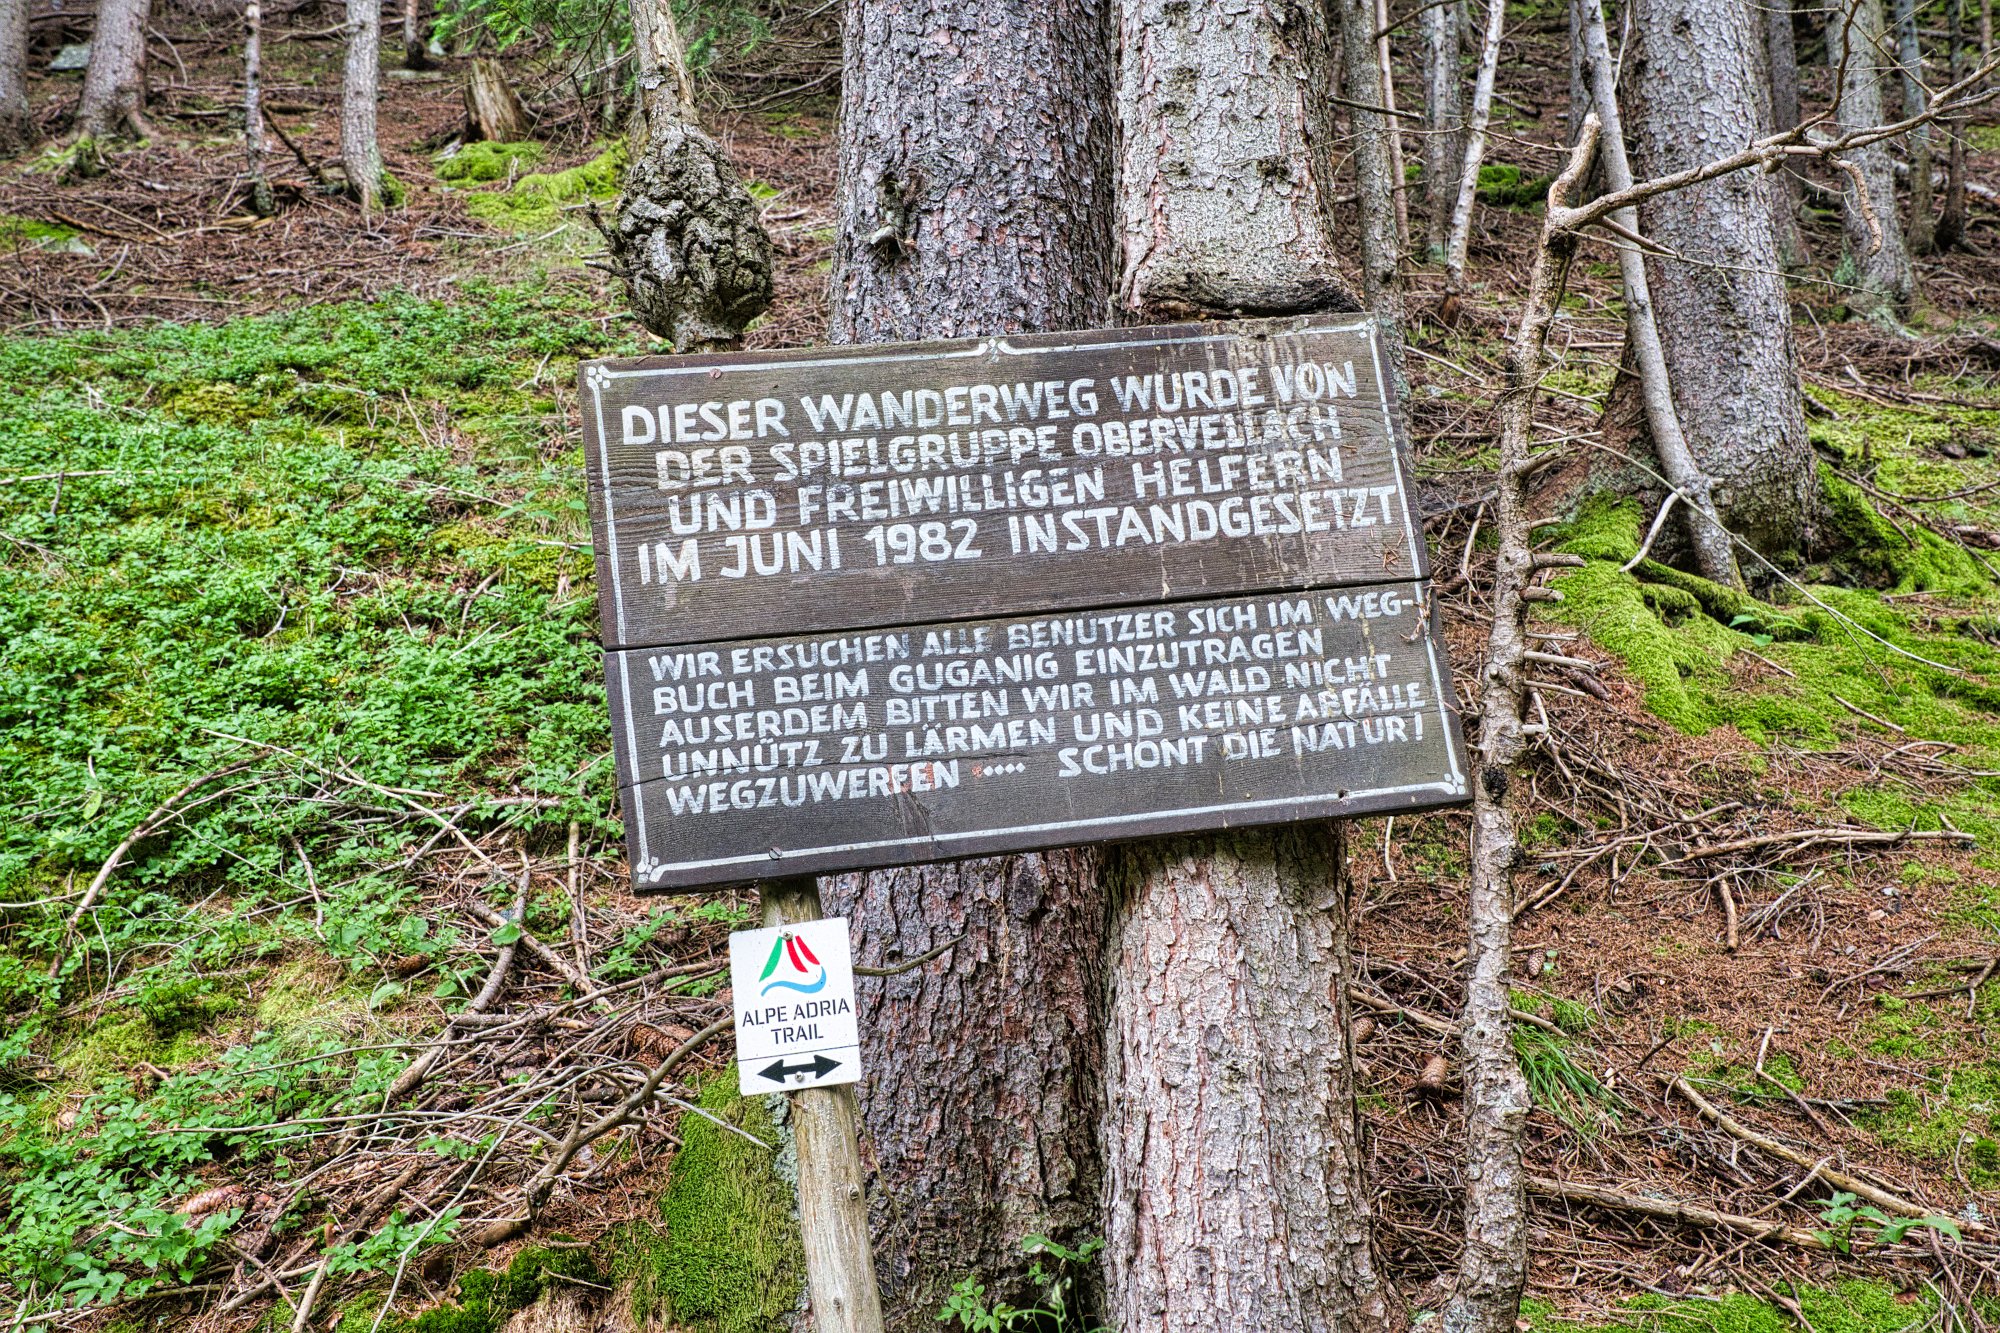 DIESER WANDERWEG WURDE VON
DER SPIELGRUPPE OBERVELLACH
UND FREIWILLIGEN HELFERN
IM JUNI 1982 INSTANDGESETZT
WIR ERSUCHEN ALLE BENUTZER SICH IM WEG-
BUCH BEIM GUGANIG EINZUTRAGEN
AUSERDEM BITTEN WIR IM WALD NICHT
UNNÜTZ ZU LÄRMEN UND KEINE ABFÄLLE
WEGZUWERFEN ····· SCHONT DIE NATUR!
ALPE ADRIA
TRAIL